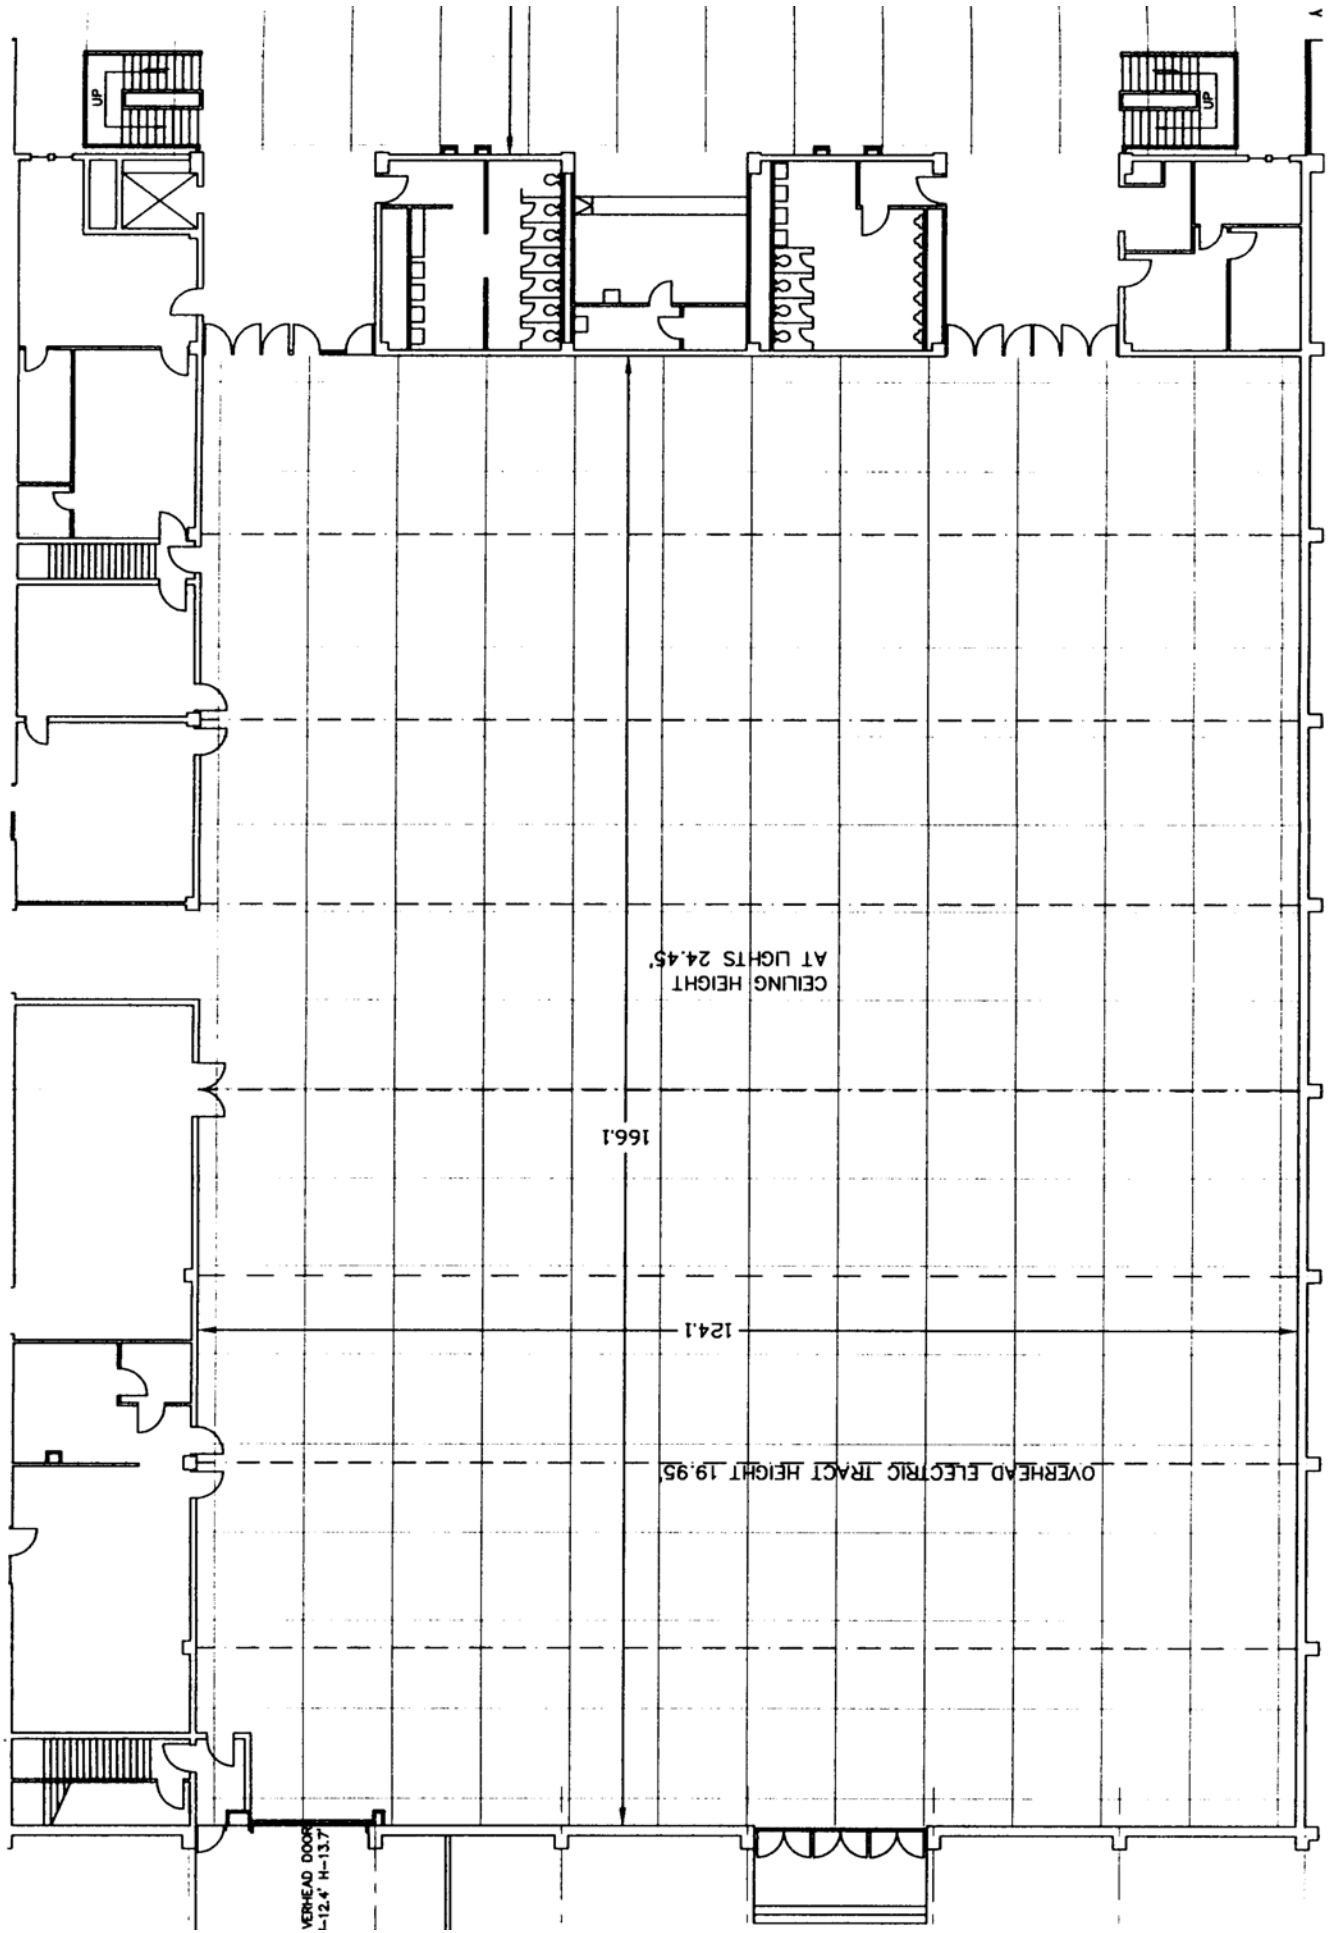 UP
UP
Y
CEILING HEIGHT
AT LIGHTS 24.45'
166.1
124.1
OVERHEAD ELECTRIC TRACT HEIGHT 19.95'
VERHEAD DOOR
-12.4' H-13.7'